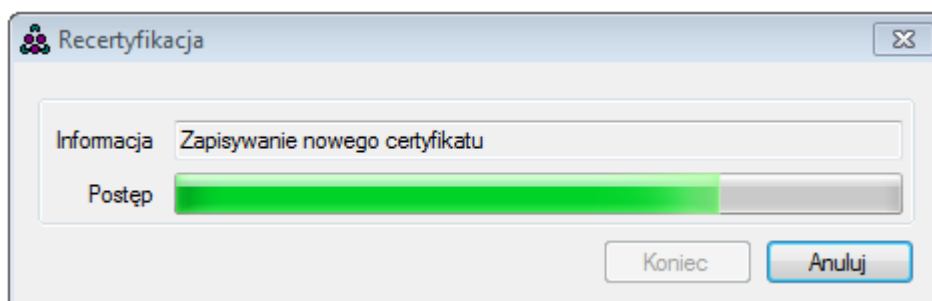 Recertyfikacja
Informacja Zapisywanie nowego certyfikatu
Postęp
Koniec Anuluj